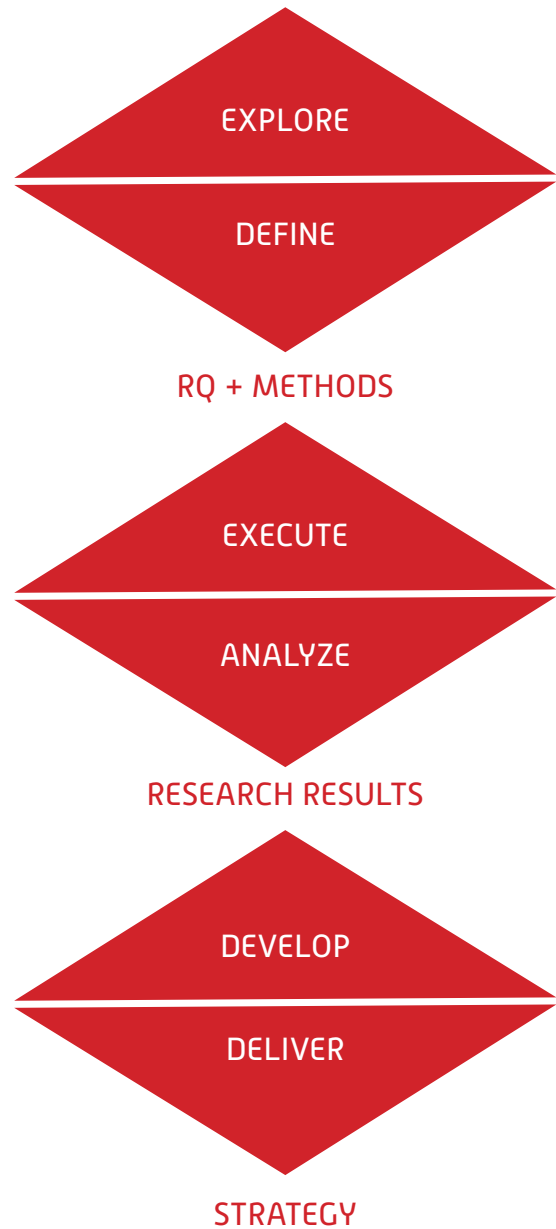 EXPLORE
DEFINE
RQ + METHODS
EXECUTE
ANALYZE
RESEARCH RESULTS
DEVELOP
DELIVER
STRATEGY